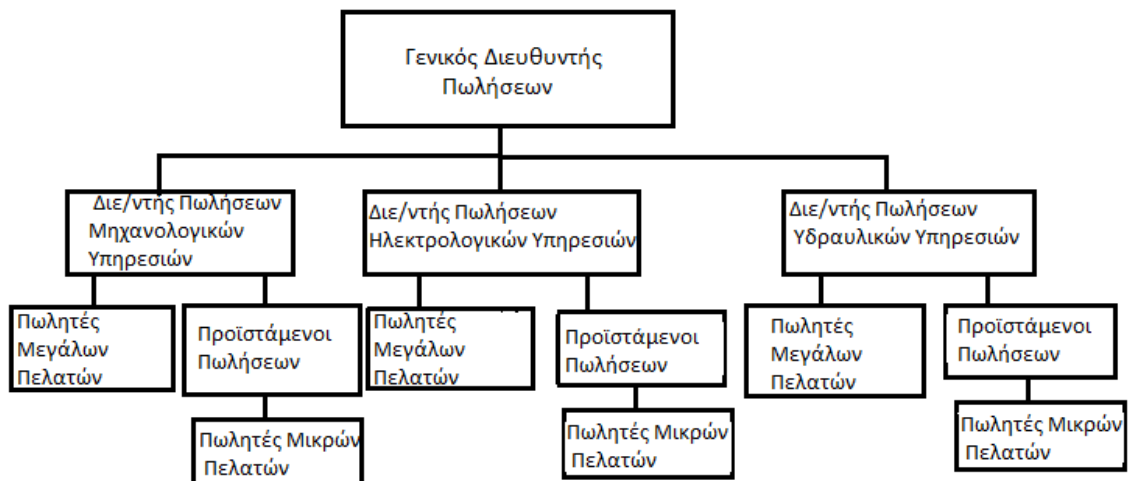 Γενικός Διευθυντής
Πωλήσεων
Διε/ντής Πωλήσεων
Μηχανολογικών
Υπηρεσιών
Διε/ντής Πωλήσεων
Ηλεκτρολογικών Υπηρεσιών
Διε/ντής Πωλήσεων
Υδραυλικών Υπηρεσιών
Πωλητές
Μεγάλων
Πελατών
Προϊστάμενοι
Πωλήσεων
Πωλητές
Μεγάλων
Πελατών
Προϊστάμενοι
Πωλήσεων
Πωλητές
Μεγάλων
Πελατών
Προϊστάμενοι
Πωλήσεων
Πωλητές Μικρών
Πελατών
Πωλητές Μικρών
Πελατών
Πωλητές Μικρών
Πελατών